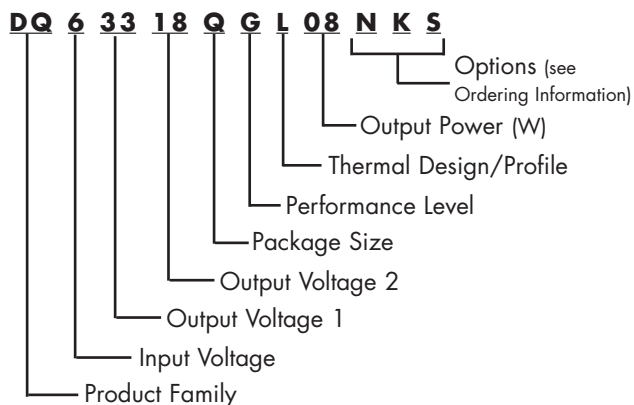 DQ 6 33 18 Q G L 08 N K S
Options (see
Ordering Information)
Output Power (W)
Thermal Design/Profile
Performance Level
Package Size
Output Voltage 2
Output Voltage 1
Input Voltage
Product Family